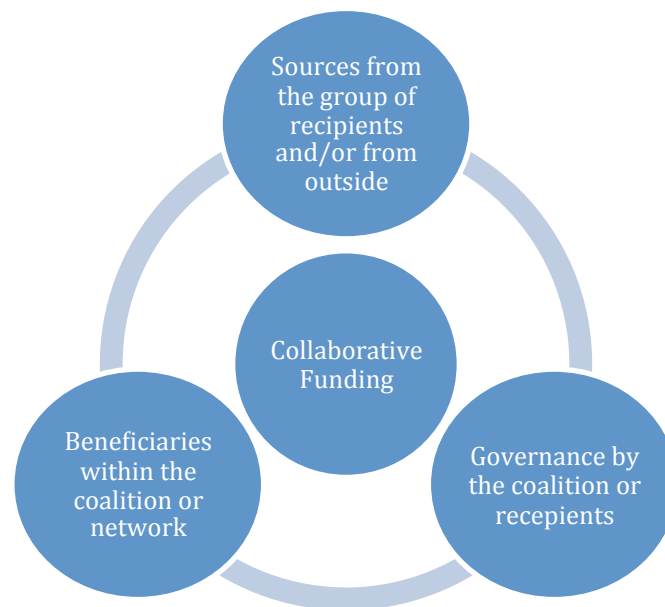 Sources from
the group of
recipients
and/or from
outside
Collaborative
Funding
Beneficiaries
within the
coalition or
network
Governance by
the coalition or
recepients